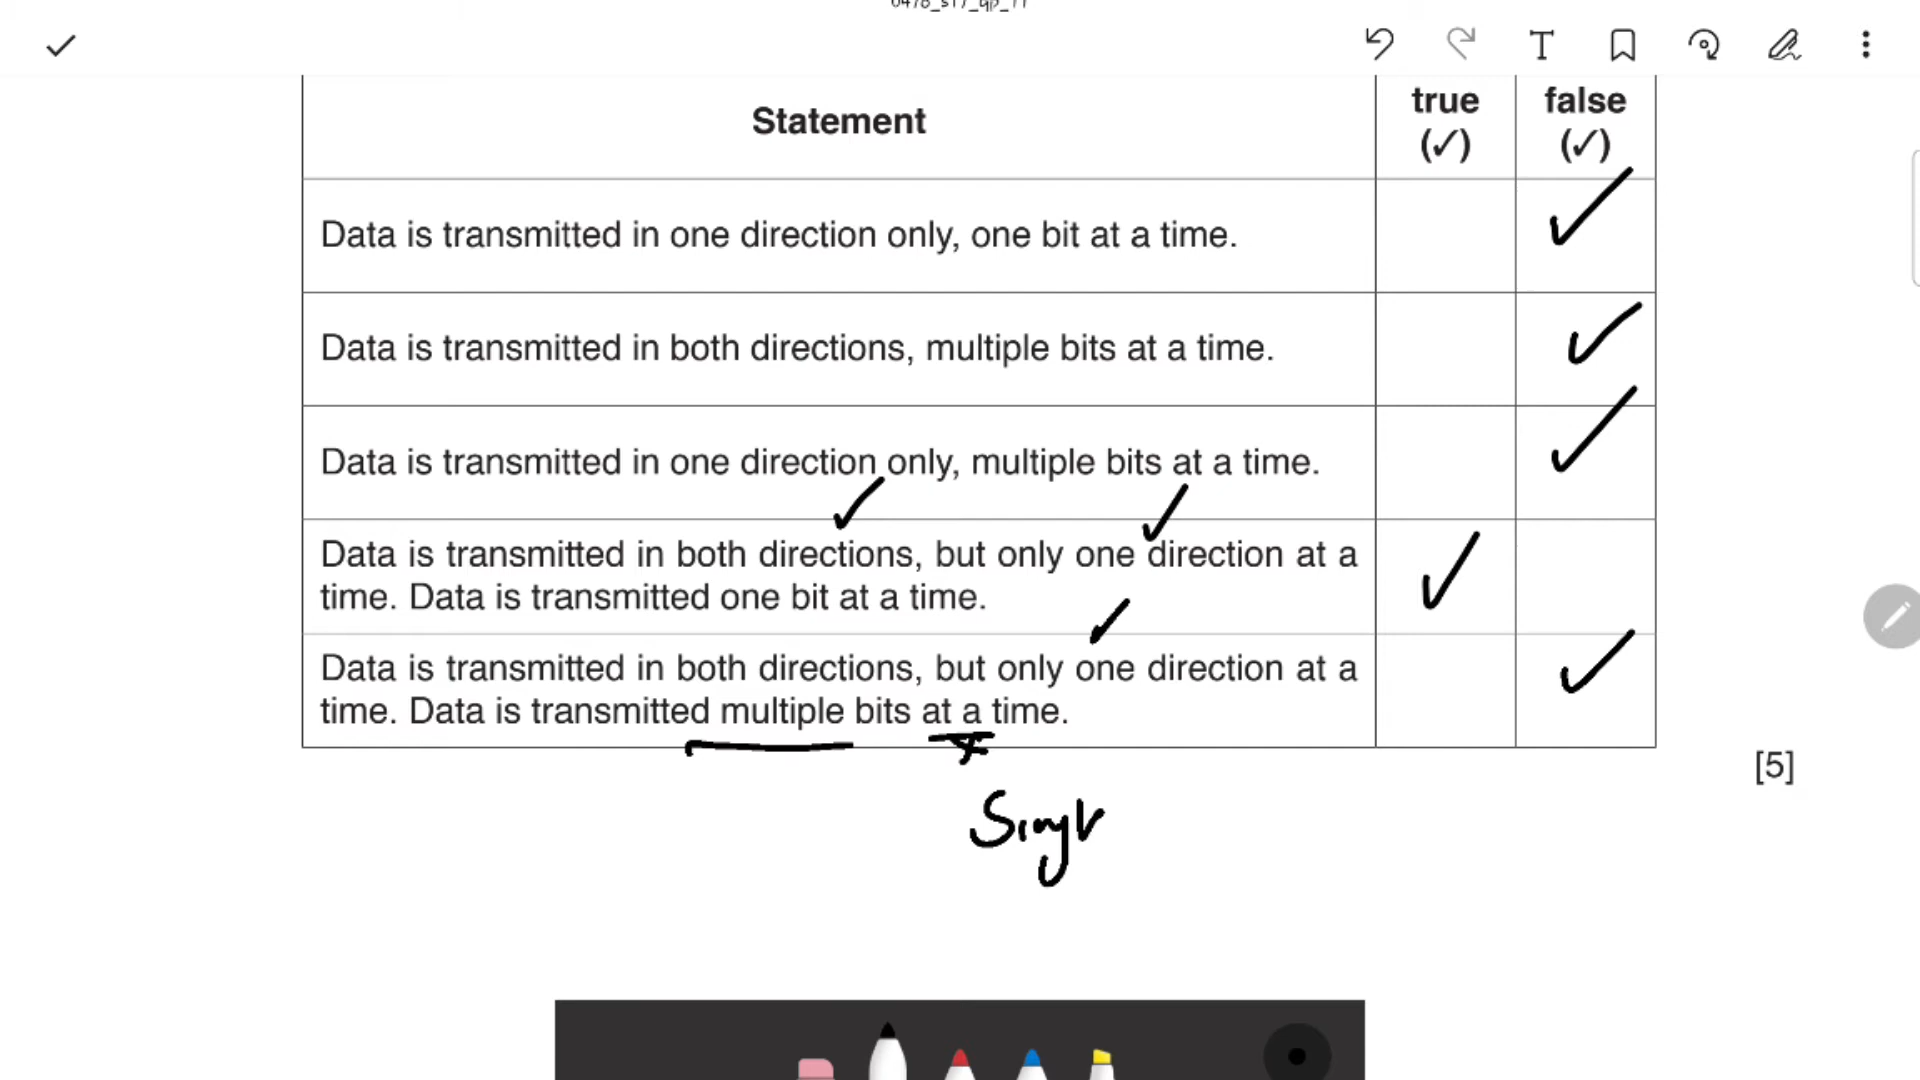 0478_s17_qp_11
Statement
true
(✓)
false
(✓)
Data is transmitted in one direction only, one bit at a time.
Data is transmitted in both directions, multiple bits at a time.
Data is transmitted in one direction only, multiple bits at a time.
Data is transmitted in both directions, but only one direction at a
time. Data is transmitted one bit at a time.
Data is transmitted in both directions, but only one direction at a
time. Data is transmitted multiple bits at a time.
[5]